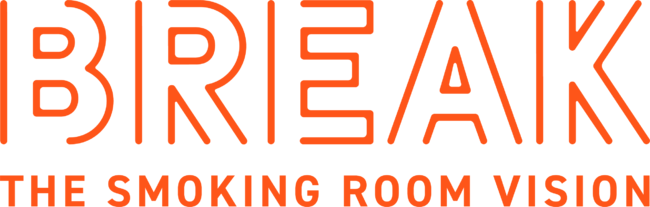 BREAK
THE SMOKING ROOM VISION